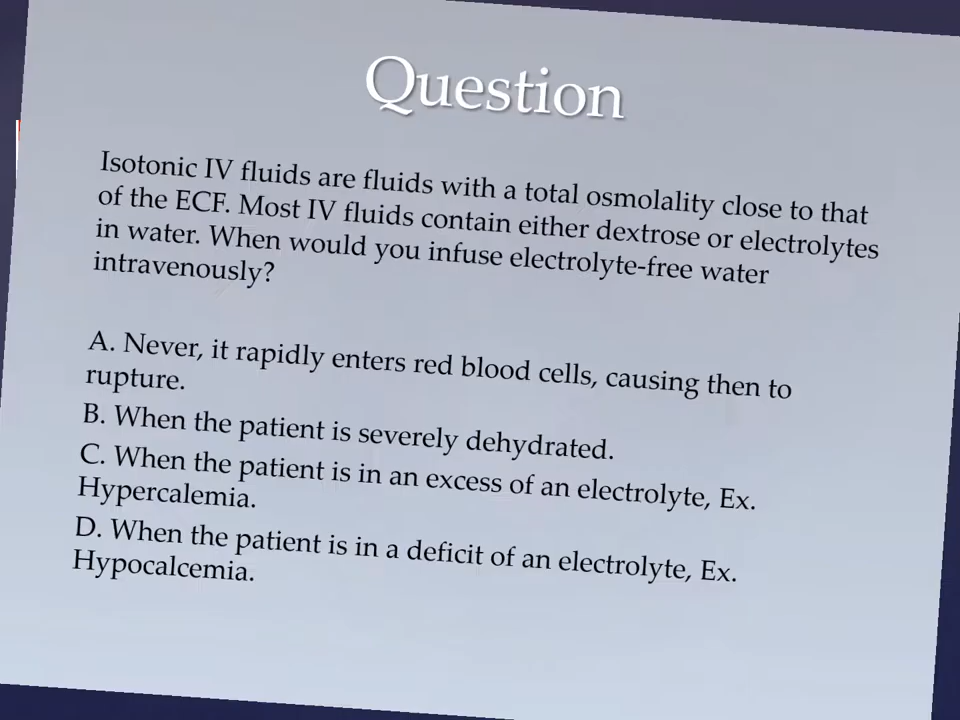 Question
Isotonic IV fluids are fluids with a total osmolality close to that
of the ECF. Most IV fluids contain either dextrose or electrolytes
in water. When would you infuse electrolyte-free water
intravenously?
A. Never, it rapidly enters red blood cells, causing then to
rupture.
B. When the patient is severely dehydrated.
C. When the patient is in an excess of an electrolyte, Ex.
Hypercalemia.
D. When the patient is in a deficit of an electrolyte, Ex.
Hypocalcemia.